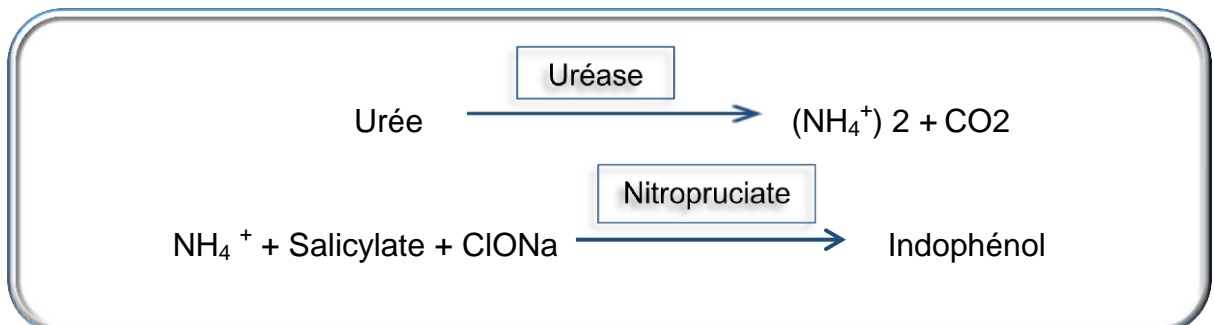 Uréase
Urée (NH₄⁺) 2 + CO2
Nitropruciate
NH₄ ⁺ + Salicylate + ClONa Indophénol